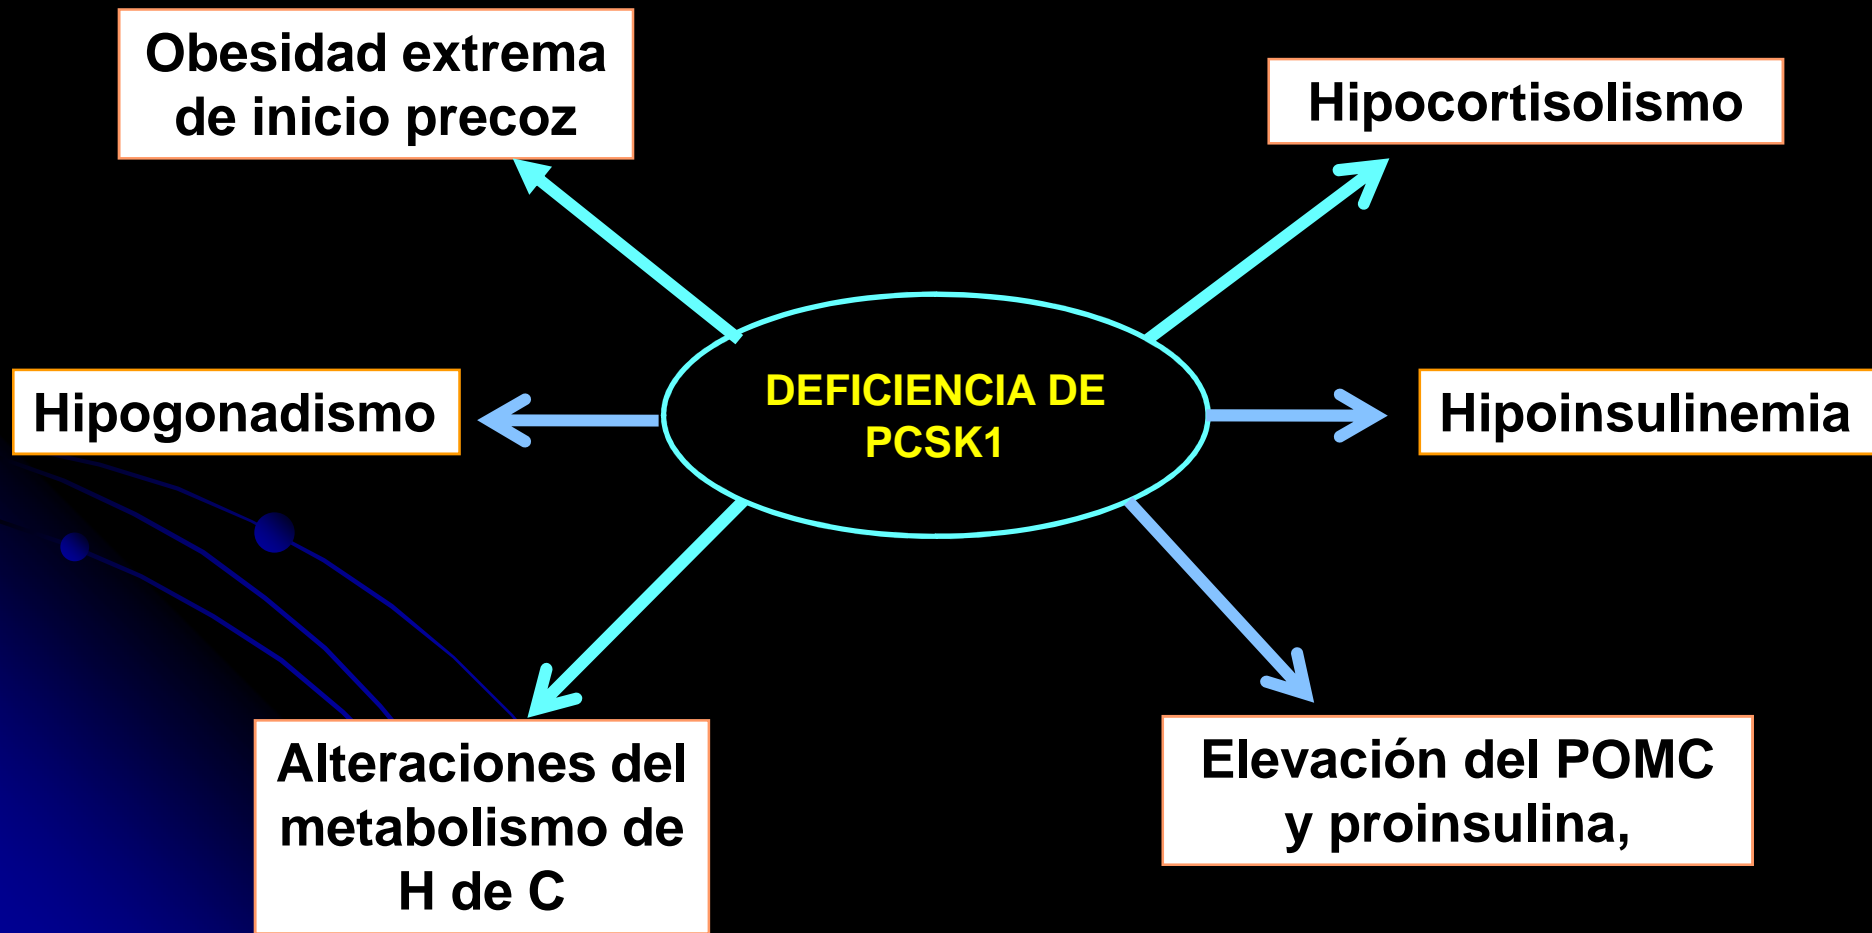 Obesidad extrema
de inicio precoz
Hipocortisolismo
Hipogonadismo
DEFICIENCIA DE
PCSK1
Hipoinsulinemia
Alteraciones del
metabolismo de
H de C
Elevación del POMC
y proinsulina,